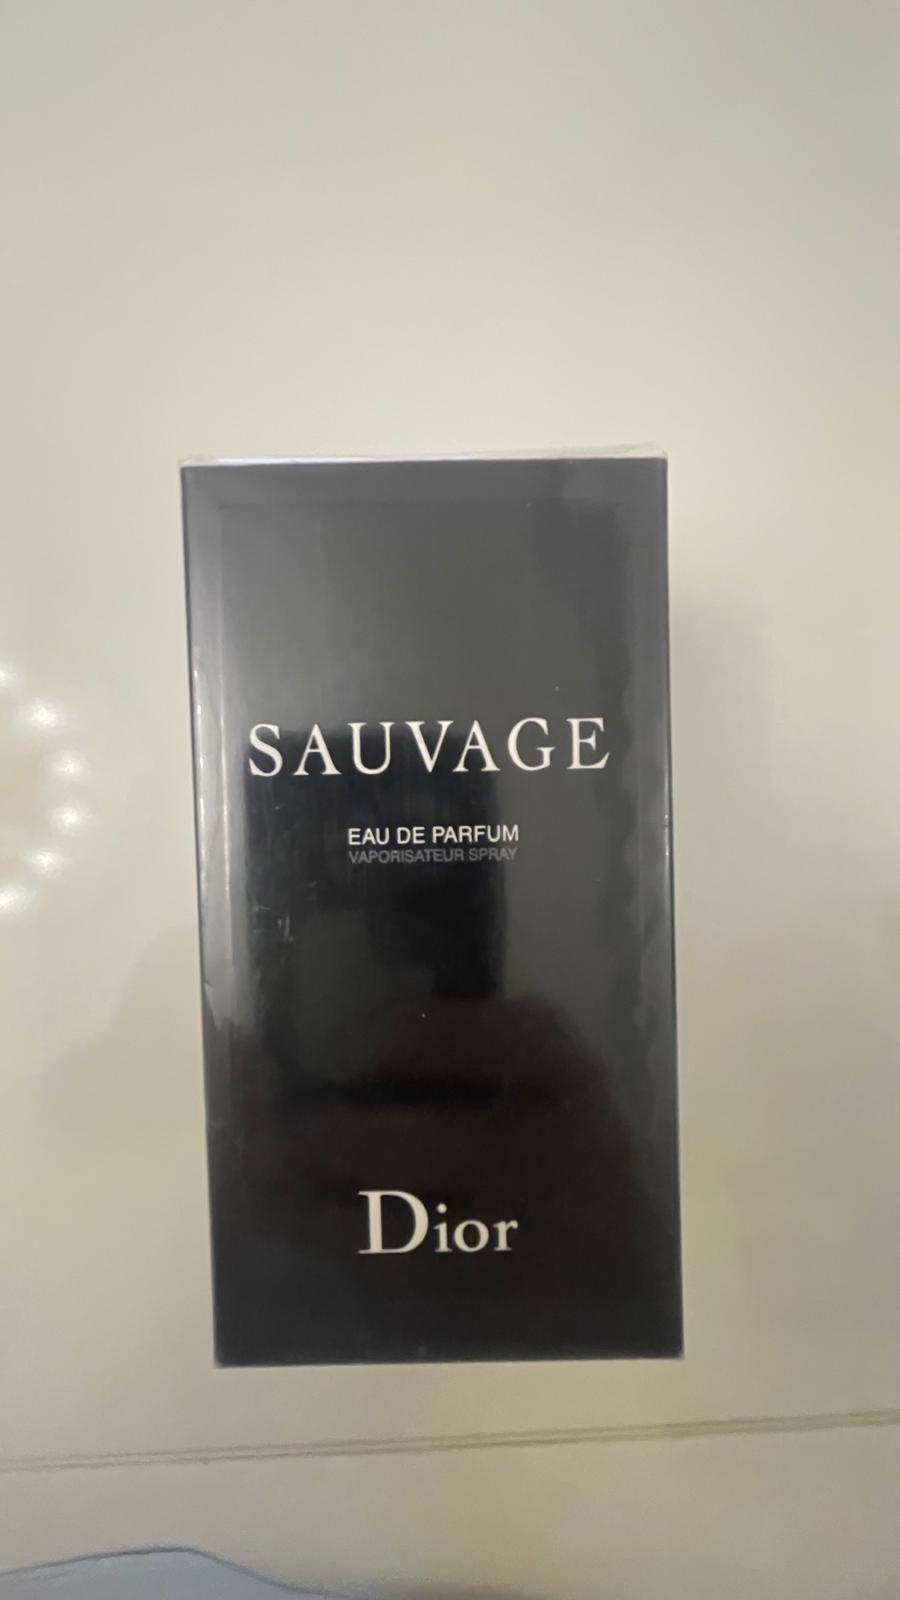 SAUVAGE
EAU DE PARFUM
VAPORISATEUR SPRAY
Dior